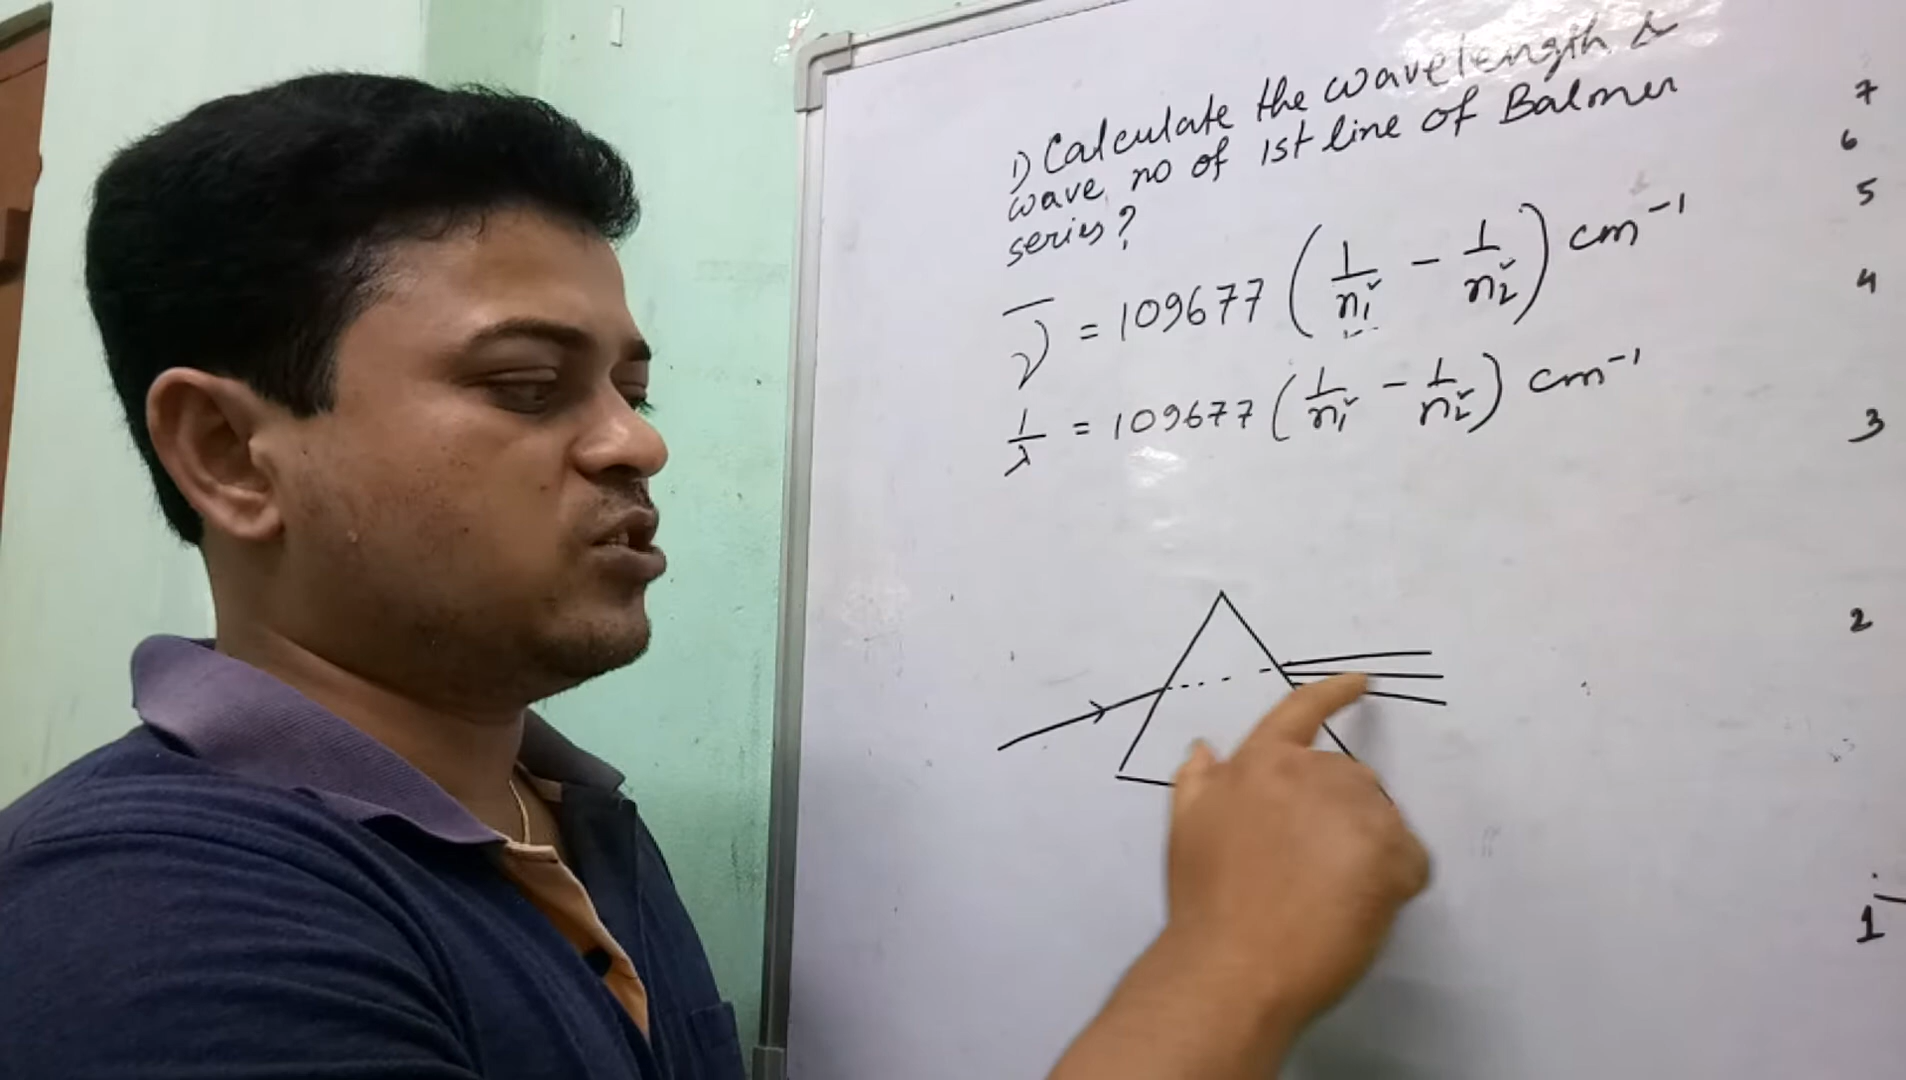 1) Calculate the wavelength &
wave no of 1st line of Balmer
series?
ν̅ = 109677 (1/n₁² - 1/n₂²) cm⁻¹
1/λ = 109677 (1/n₁² - 1/n₂²) cm⁻¹
7
6
5
4
3
2
1